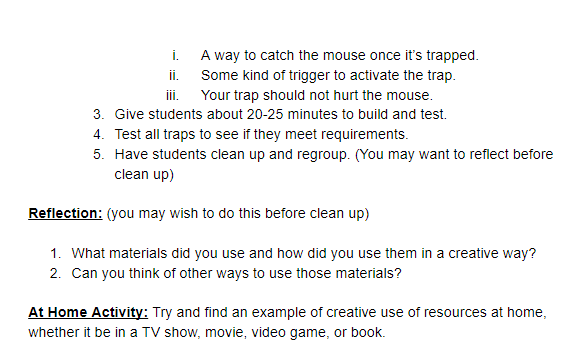 i. A way to catch the mouse once it's trapped.
ii. Some kind of trigger to activate the trap.
iii. Your trap should not hurt the mouse.
3. Give students about 20-25 minutes to build and test.
4. Test all traps to see if they meet requirements.
5. Have students clean up and regroup. (You may want to reflect before
clean up)
Reflection: (you may wish to do this before clean up)
1. What materials did you use and how did you use them in a creative way?
2. Can you think of other ways to use those materials?
At Home Activity: Try and find an example of creative use of resources at home,
whether it be in a TV show, movie, video game, or book.